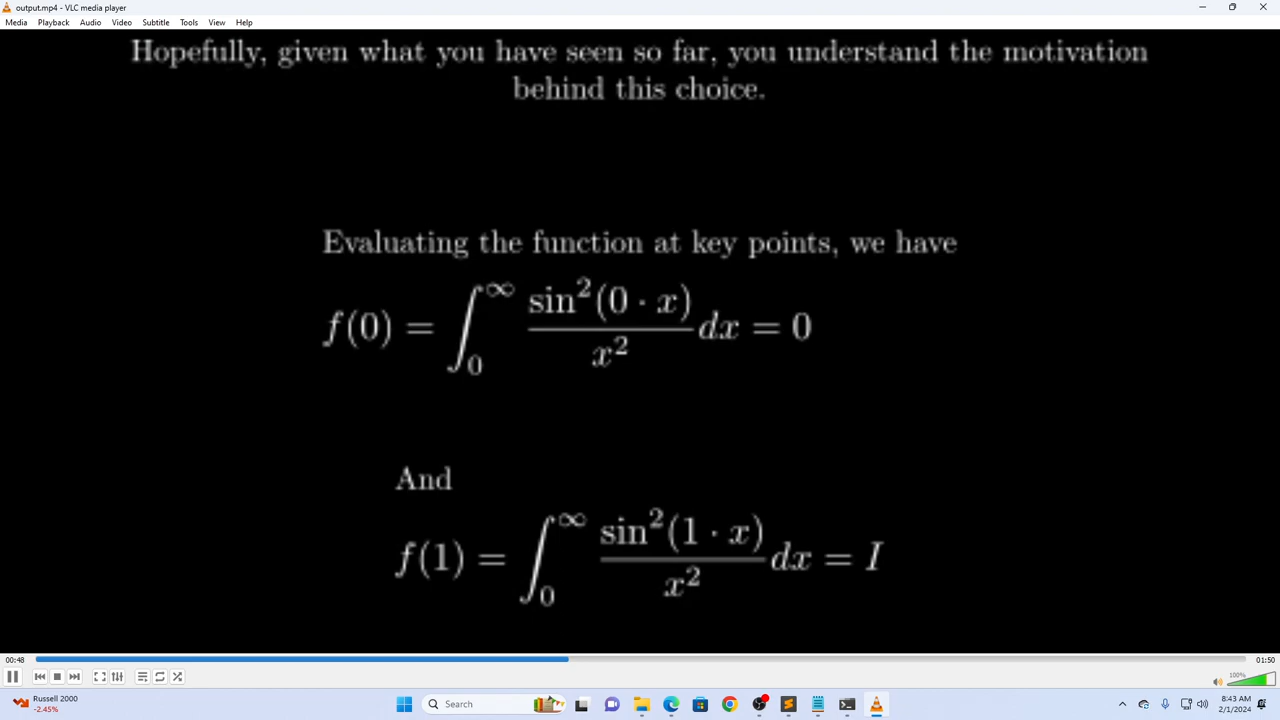 output.mp4 - VLC media player
Media Playback Audio Video Subtitle Tools View Help
Hopefully, given what you have seen so far, you understand the motivation
behind this choice.
Evaluating the function at key points, we have
f(0) = ∫₀^∞ sin²(0 · x)/x² dx = 0
And
f(1) = ∫₀^∞ sin²(1 · x)/x² dx = I
00:48 01:50
100%
Russell 2000
-2.45%
Search
8:43 AM
2/1/2024